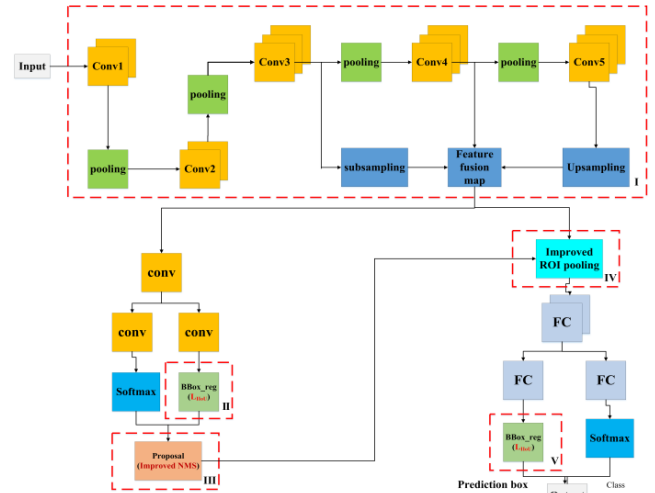 Input
Conv1
pooling
Conv2
pooling
Conv3
pooling
Conv4
pooling
Conv5
subsampling
Feature
fusion
map
Upsampling
I
conv
conv
conv
Softmax
BBox_reg
II
Proposal
(Improved NMS)
III
Improved
ROI pooling
IV
FC
FC
FC
BBox_reg
V
Softmax
Prediction box
Class